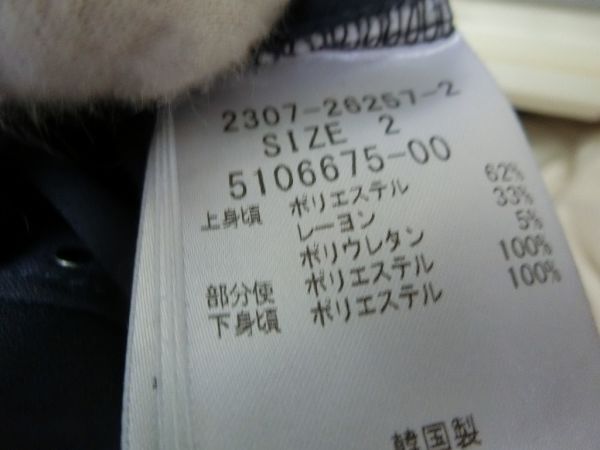 2307-26257-2
SIZE 2
5106675-00
上身頃 ポリエステル 62%
レーヨン 33%
ポリウレタン 5%
部分使 ポリエステル 100%
下身頃 ポリエステル 100%
韓国製